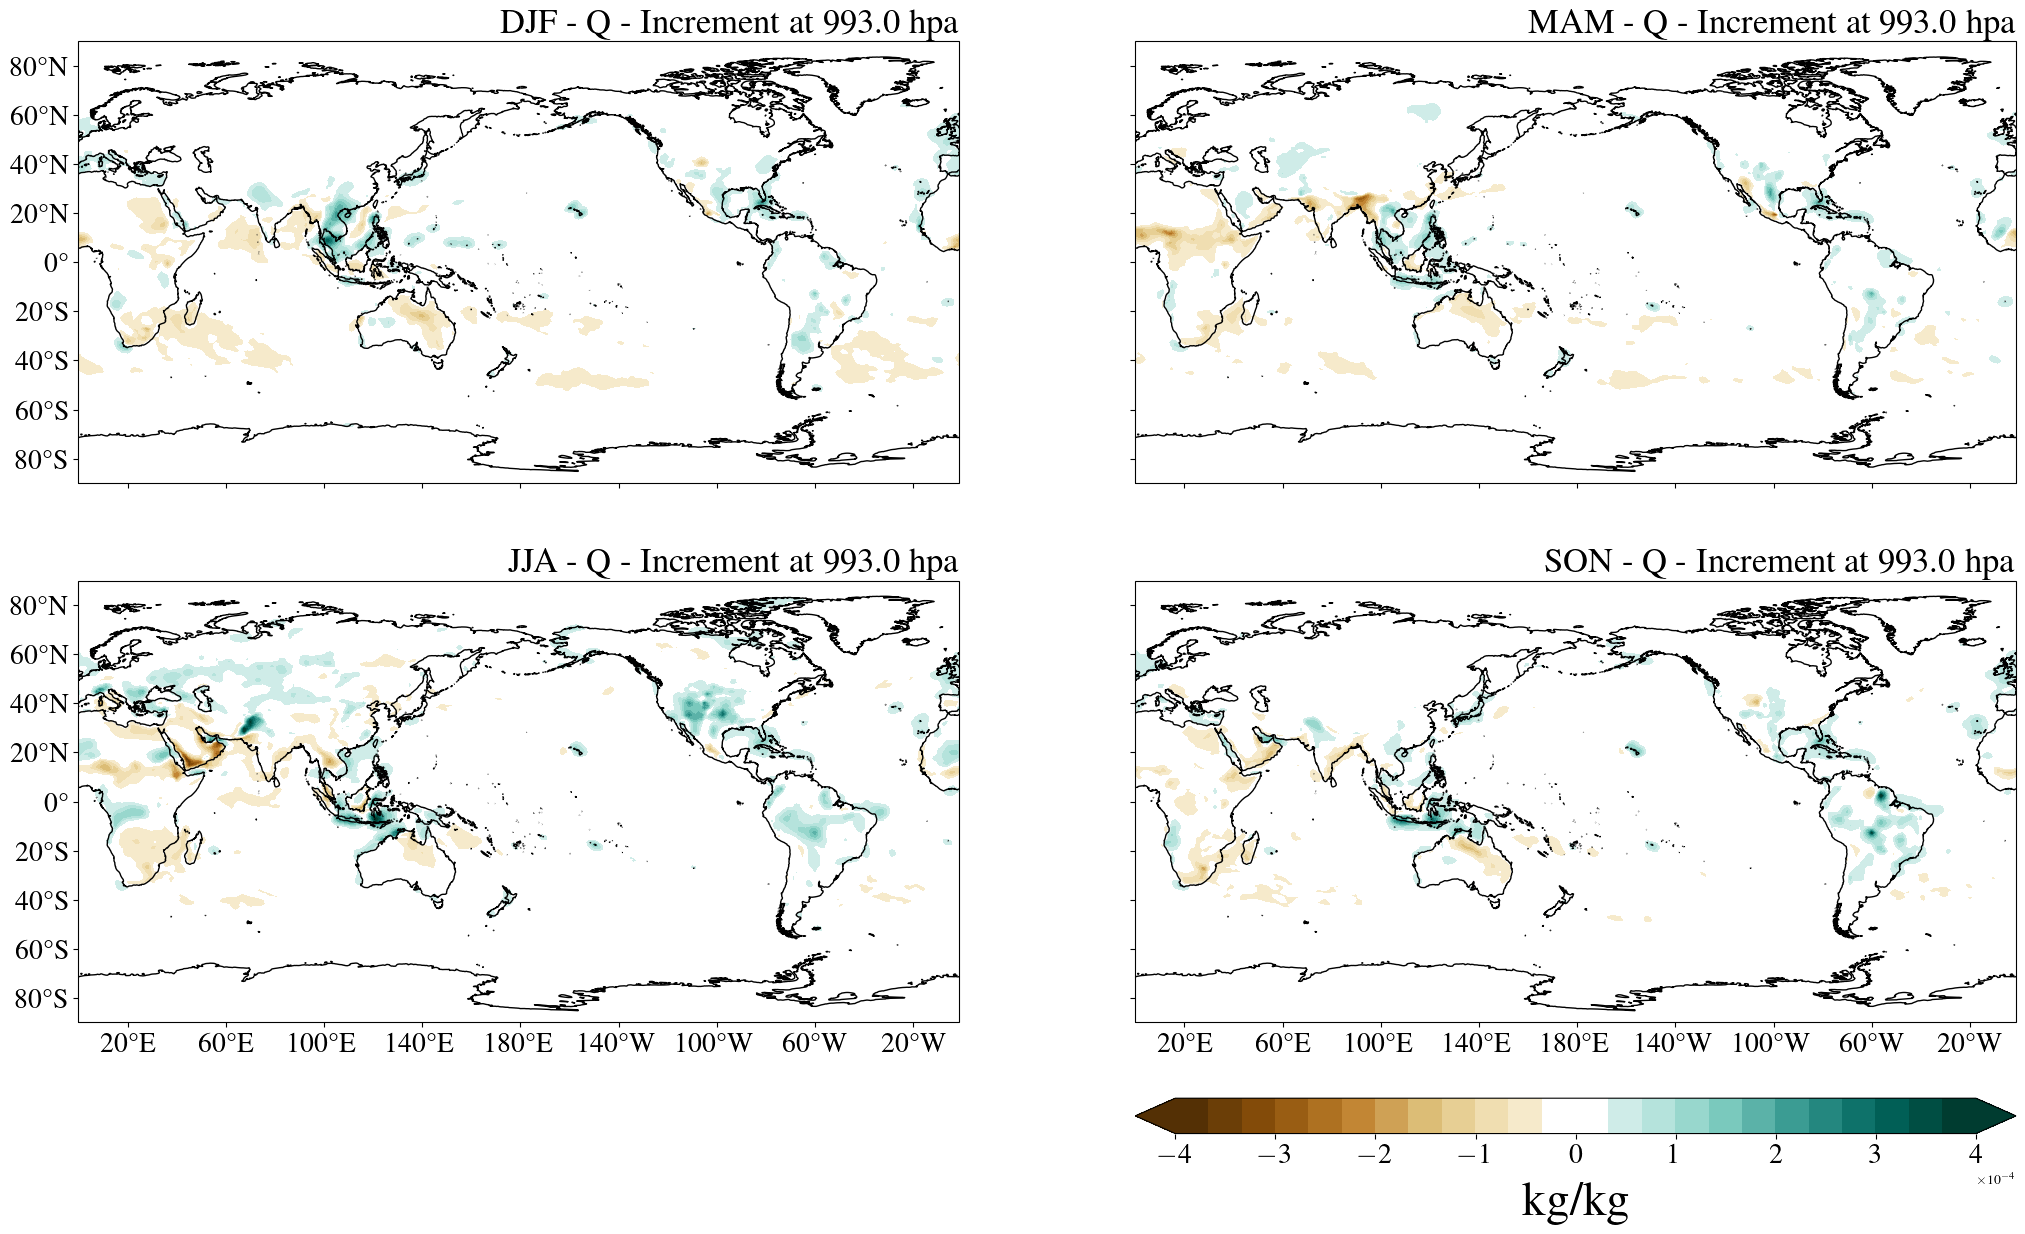 DJF - Q - Increment at 993.0 hpa
MAM - Q - Increment at 993.0 hpa
80°N
60°N
40°N
20°N
0°
20°S
40°S
60°S
80°S
JJA - Q - Increment at 993.0 hpa
SON - Q - Increment at 993.0 hpa
80°N
60°N
40°N
20°N
0°
20°S
40°S
60°S
80°S
20°E 60°E 100°E 140°E 180°E 140°W 100°W 60°W 20°W
20°E 60°E 100°E 140°E 180°E 140°W 100°W 60°W 20°W
−4 −3 −2 −1 0 1 2 3 4
×10⁻⁴
kg/kg